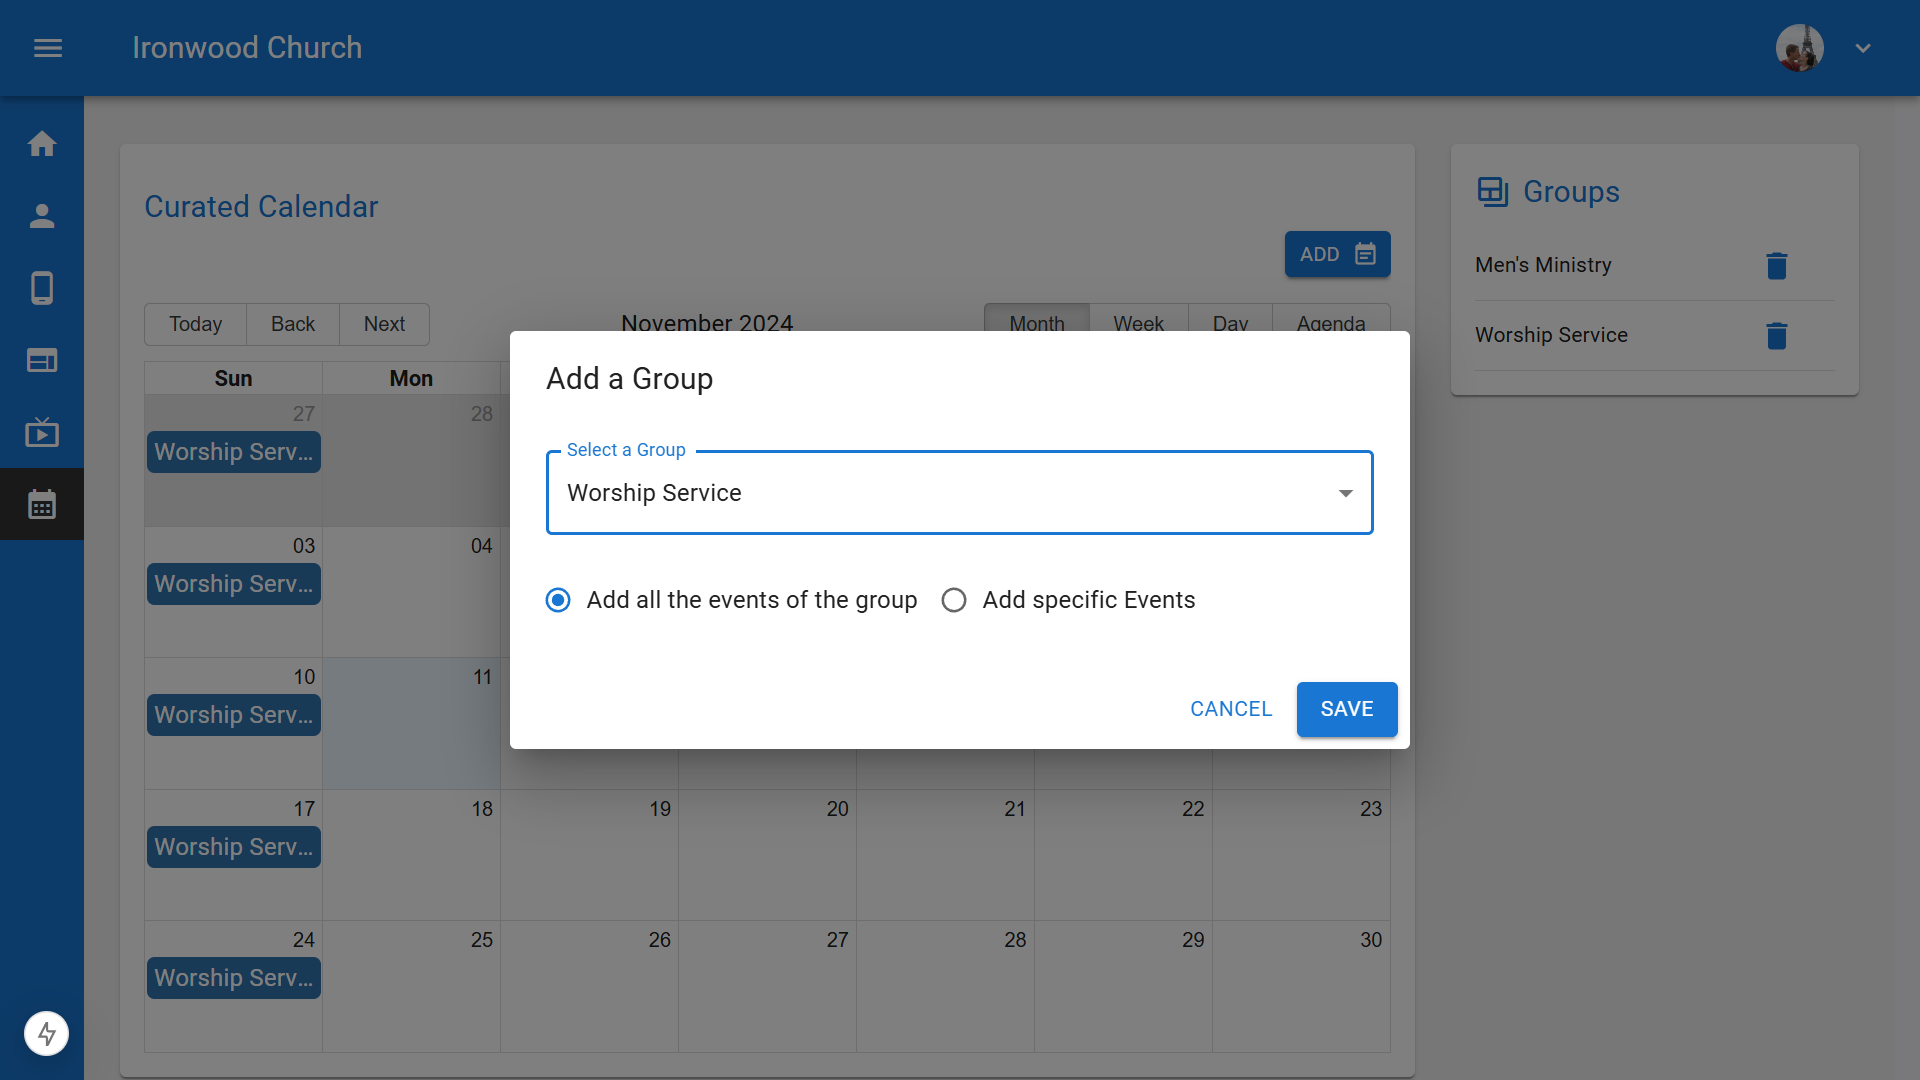 Ironwood Church
Curated Calendar
ADD
Today Back Next
November 2024
Month Week Day Agenda
Sun Mon
27 28
Worship Serv...
03 04
Worship Serv...
10 11
Worship Serv...
17 18 19 20 21 22 23
Worship Serv...
24 25 26 27 28 29 30
Worship Serv...
Groups
Men's Ministry
Worship Service
Add a Group
Select a Group
Worship Service
Add all the events of the group Add specific Events
CANCEL SAVE